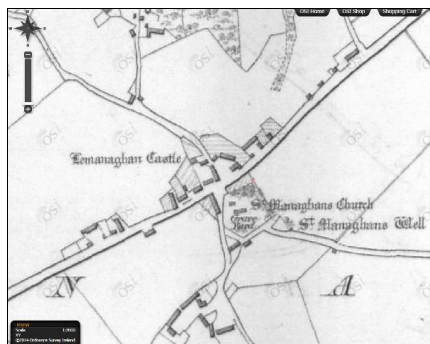 OSi Home
OSi Shop
Shopping Cart
Lemanaghan Castle
St. Managhans Church
Grave Yard
St. Managhans Well
N
A
Scale
©2014 Ordnance Survey Ireland